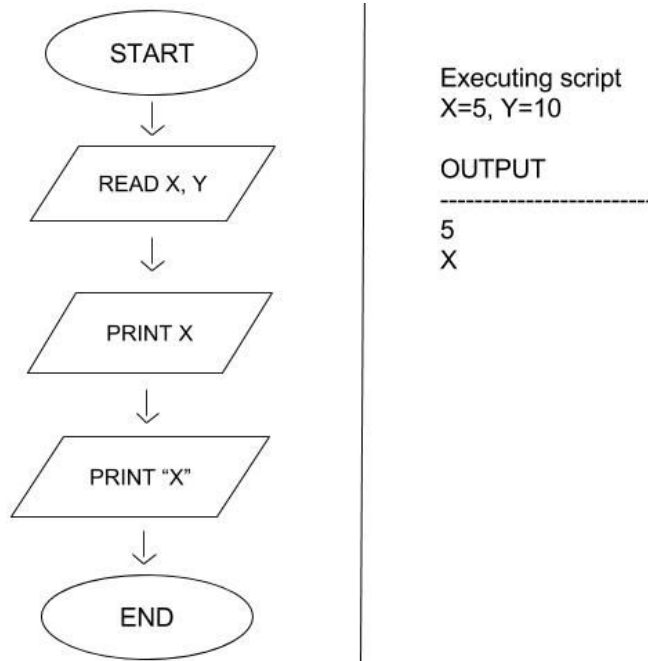 START
READ X, Y
PRINT X
PRINT “X”
END
Executing script
X=5, Y=10
OUTPUT
-------------------------
5
X